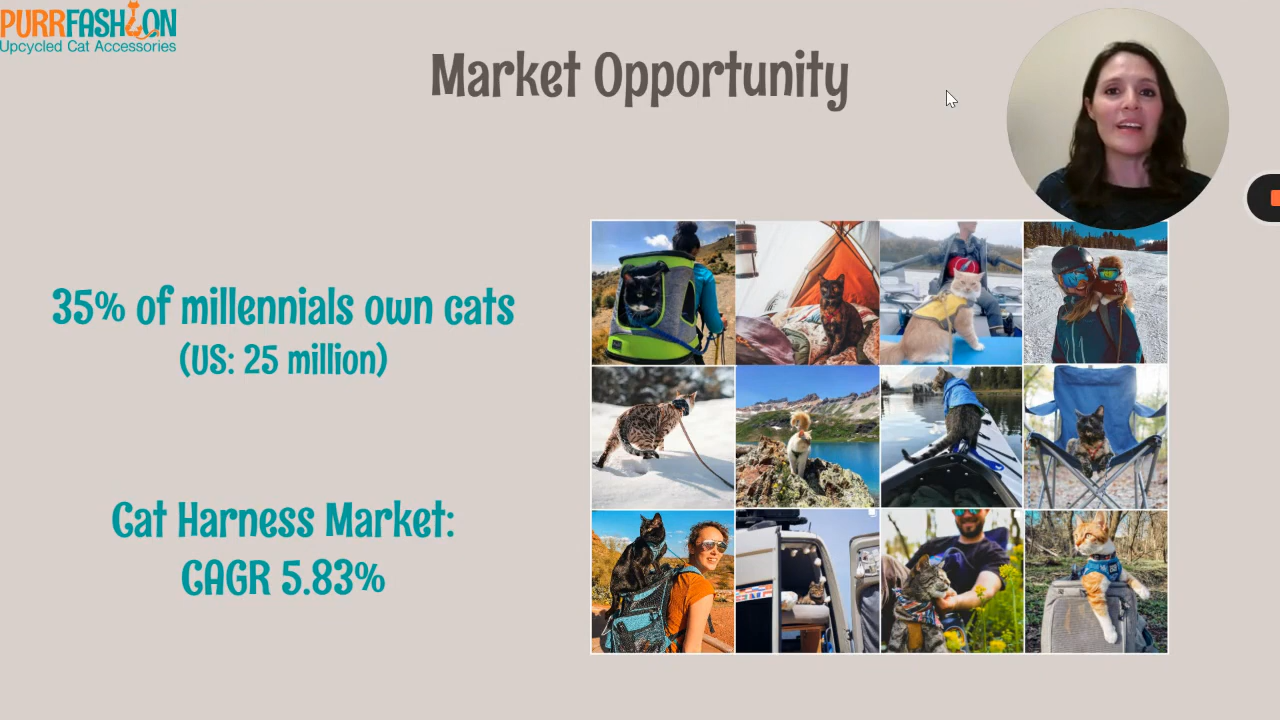 PURRFASHION
Upcycled Cat Accessories
Market Opportunity
35% of millennials own cats
(US: 25 million)
Cat Harness Market:
CAGR 5.83%